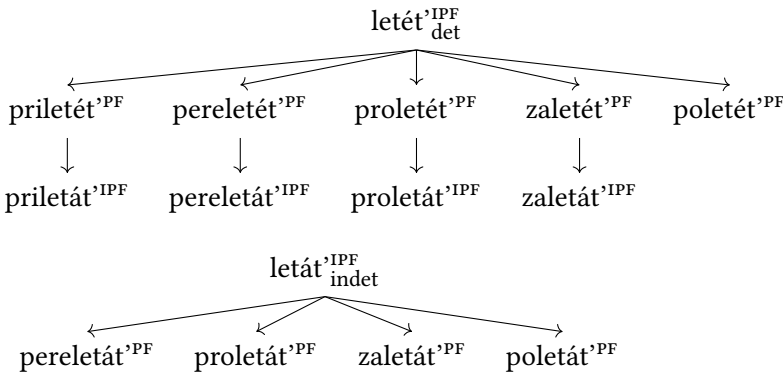 letét’ᴵᴾꟳ det
priletét’ᴾꟳ pereletét’ᴾꟳ proletét’ᴾꟳ zaletét’ᴾꟳ poletét’ᴾꟳ
priletát’ᴵᴾꟳ pereletát’ᴵᴾꟳ proletát’ᴵᴾꟳ zaletát’ᴵᴾꟳ
letát’ᴵᴾꟳ indet
pereletát’ᴾꟳ proletát’ᴾꟳ zaletát’ᴾꟳ poletát’ᴾꟳ